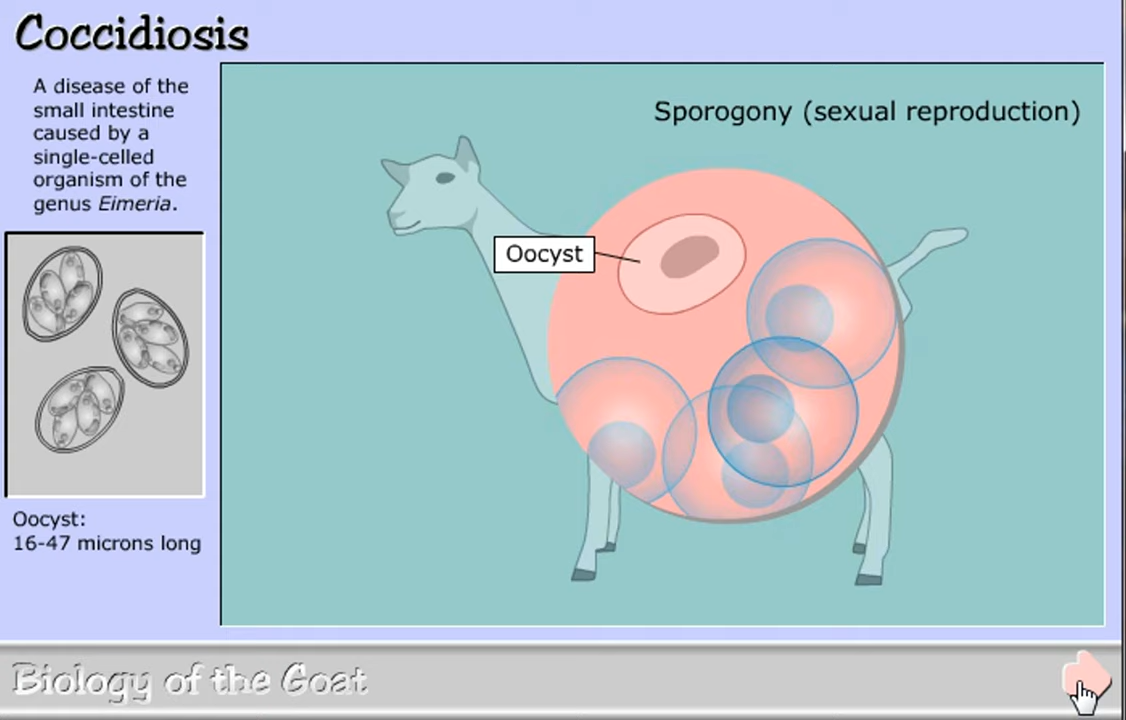 Coccidiosis
A disease of the
small intestine
caused by a
single-celled
organism of the
genus Eimeria.
Oocyst:
16-47 microns long
Sporogony (sexual reproduction)
Oocyst
Biology of the Goat